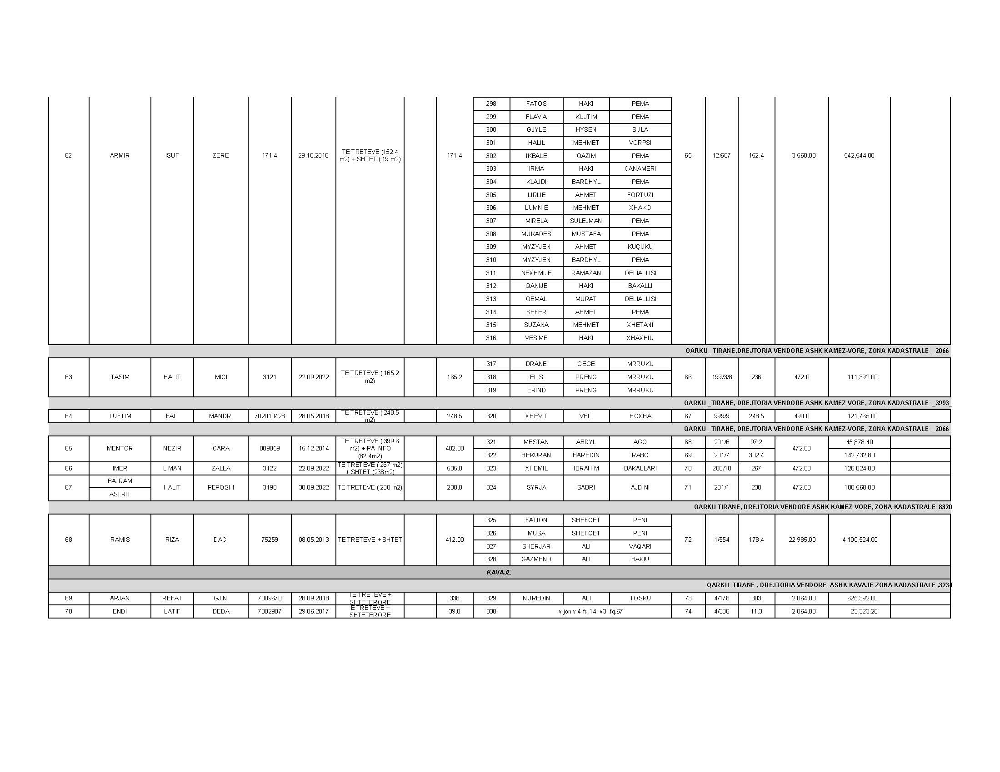 298 FATOS HAKI PEMA
299 FLAVIA KUJTIM PEMA
300 GJYLE HYSEN SULA
301 HALIL MEHMET VORPSI
62 ARMIR ISUF ZERE 171.4 29.10.2018 TE TRETEVE (152.4 m2) + SHTET ( 19 m2) 171.4 302 IKBALE QAZIM PEMA 65 12/607 152.4 3,560.00 542,544.00
303 IRMA HAKI CANAMERI
304 KLAJDI BARDHYL PEMA
305 LIRIJE AHMET FORTUZI
306 LUMNIE MEHMET XHAKO
307 MIRELA SULEJMAN PEMA
308 MUKADES MUSTAFA PEMA
309 MYZYJEN AHMET KUÇUKU
310 MYZYJEN BARDHYL PEMA
311 NEXHMIJE RAMAZAN DELIALLISI
312 QANIJE HAKI BAKALLI
313 QEMAL MURAT DELIALLISI
314 SEFER AHMET PEMA
315 SUZANA MEHMET XHETANI
316 VESIME HAKI XHAXHIU
QARKU _TIRANE,DREJTORIA VENDORE ASHK KAMEZ-VORE, ZONA KADASTRALE _2066_
317 DRANE GEGE MRRUKU
63 TASIM HALIT MICI 3121 22.09.2022 TE TRETEVE ( 165.2 m2) 165.2 318 ELIS PRENG MRRUKU 66 199/3/8 236 472.0 111,392.00
319 ERIND PRENG MRRUKU
QARKU _TIRANE, DREJTORIA VENDORE ASHK KAMEZ-VORE, ZONA KADASTRALE _3993_
64 LUFTIM FALI MANDRI 702010428 28.05.2018 TE TRETEVE ( 248.5 m2) 248.5 320 XHEVIT VELI HOXHA 67 999/9 248.5 490.0 121,765.00
QARKU _TIRANE, DREJTORIA VENDORE ASHK KAMEZ-VORE, ZONA KADASTRALE _2066_
65 MENTOR NEZIR CARA 889059 15.12.2014 TE TRETEVE ( 399.6 m2) + PA INFO (82.4m2) 482.00 321 MESTAN ABDYL AGO 68 201/6 97.2 472.00 45,878.40
322 HEKURAN HAREDIN RABO 69 201/7 302.4 142,732.80
66 IMER LIMAN ZALLA 3122 22.09.2022 TE TRETEVE ( 267 m2) + SHTET (268m2) 535.0 323 XHEMIL IBRAHIM BAKALLARI 70 208/10 267 472.00 126,024.00
67 BAJRAM HALIT PEPOSHI 3198 30.09.2022 TE TRETEVE ( 230 m2) 230.0 324 SYRJA SABRI AJDINI 71 201/1 230 472.00 108,560.00
ASTRIT
QARKU TIRANE, DREJTORIA VENDORE ASHK KAMEZ-VORE, ZONA KADASTRALE 8320
325 FATION SHEFQET PENI
326 MUSA SHEFQET PENI
68 RAMIS RIZA DACI 75259 08.05.2013 TE TRETEVE + SHTET 412.00 72 1/554 178.4 22,985.00 4,100,524.00
327 SHERJAR ALI VAQARI
328 GAZMEND ALI BAKIU
KAVAJE
QARKU TIRANE , DREJTORIA VENDORE ASHK KAVAJE ZONA KADASTRALE ,3234
69 ARJAN REFAT GJINI 7009670 28.09.2018 TE TRETEVE + SHTETERORE 338 329 NUREDIN ALI TOSKU 73 4/178 303 2,064.00 625,392.00
70 ENDI LATIF DEDA 7002907 29.06.2017 E TRETEVE + SHTETERORE 39.8 330 vijon v.4 fq.14 -v3. fq.67 74 4/386 11.3 2,064.00 23,323.20